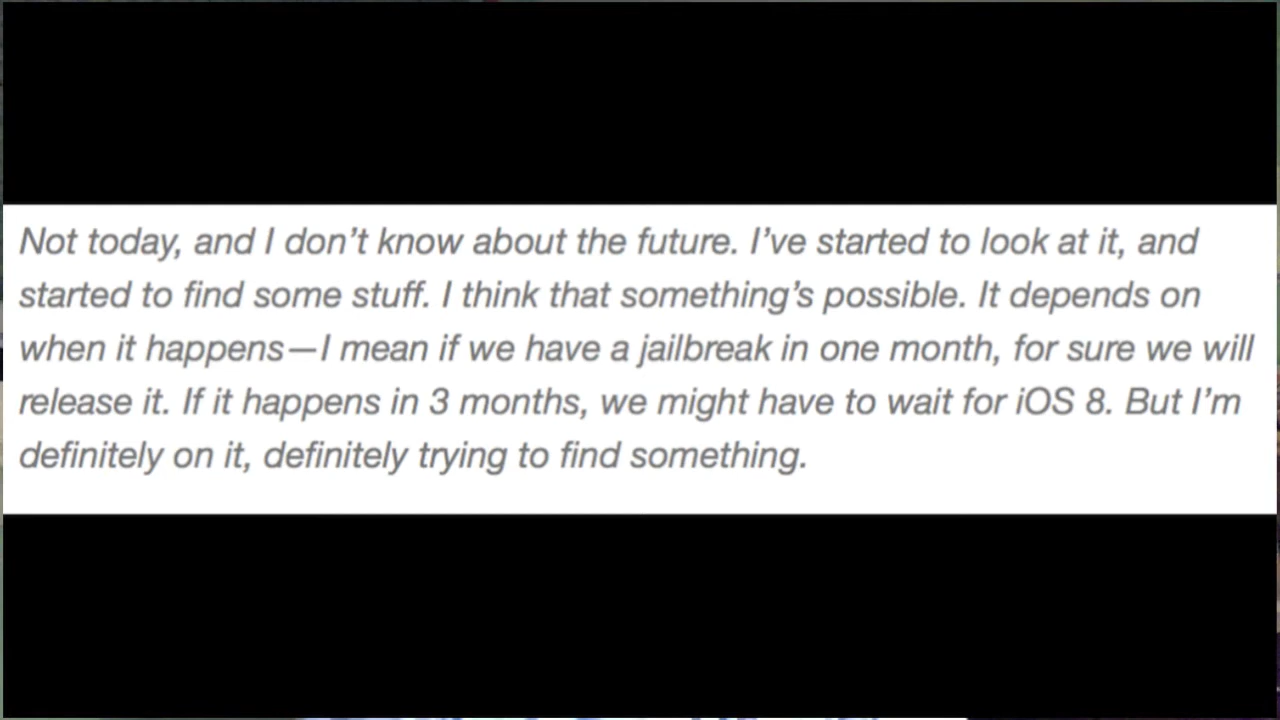 Not today, and I don’t know about the future. I’ve started to look at it, and
started to find some stuff. I think that something’s possible. It depends on
when it happens—I mean if we have a jailbreak in one month, for sure we will
release it. If it happens in 3 months, we might have to wait for iOS 8. But I’m
definitely on it, definitely trying to find something.